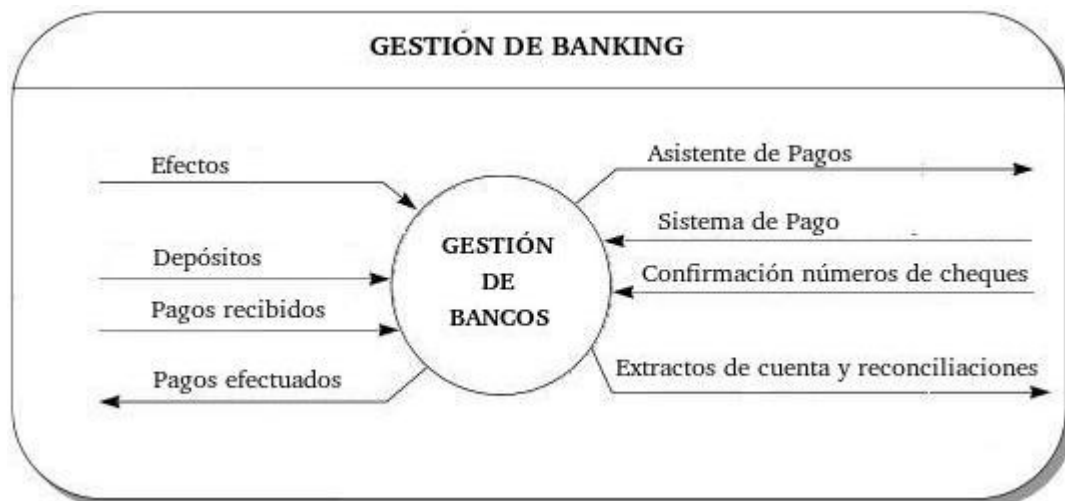 GESTIÓN DE BANKING
Efectos
Depósitos
Pagos recibidos
Pagos efectuados
GESTIÓN
DE
BANCOS
Asistente de Pagos
Sistema de Pago
Confirmación números de cheques
Extractos de cuenta y reconciliaciones